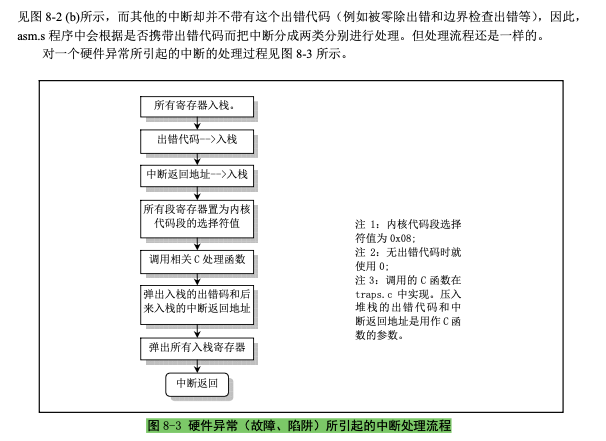 见图 8-2 (b)所示，而其他的中断却并不带有这个出错代码（例如被零除出错和边界检查出错等），因此，
asm.s 程序中会根据是否携带出错代码而把中断分成两类分别进行处理。但处理流程还是一样的。
对一个硬件异常所引起的中断的处理过程见图 8-3 所示。
所有寄存器入栈。
出错代码-->入栈
中断返回地址-->入栈
所有段寄存器置为内核
代码段的选择符值
调用相关 C 处理函数
弹出入栈的出错码和后
来入栈的中断返回地址
弹出所有入栈寄存器
中断返回
注 1：内核代码段选择
符值为 0x08;
注 2：无出错代码时就
使用 0;
注 3：调用的 C 函数在
traps.c 中实现。压入
堆栈的出错代码和中
断返回地址是用作 C 函
数的参数。
图 8-3 硬件异常（故障、陷阱）所引起的中断处理流程